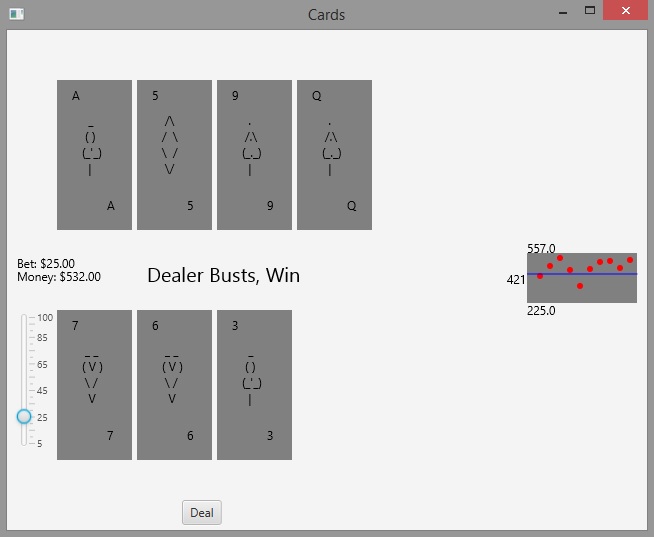 Cards
A 5 9 Q
A 5 9 Q
Bet: $25.00
Money: $532.00
Dealer Busts, Win
557.0
421
225.0
100
85
65
45
25
5
7 6 3
7 6 3
Deal